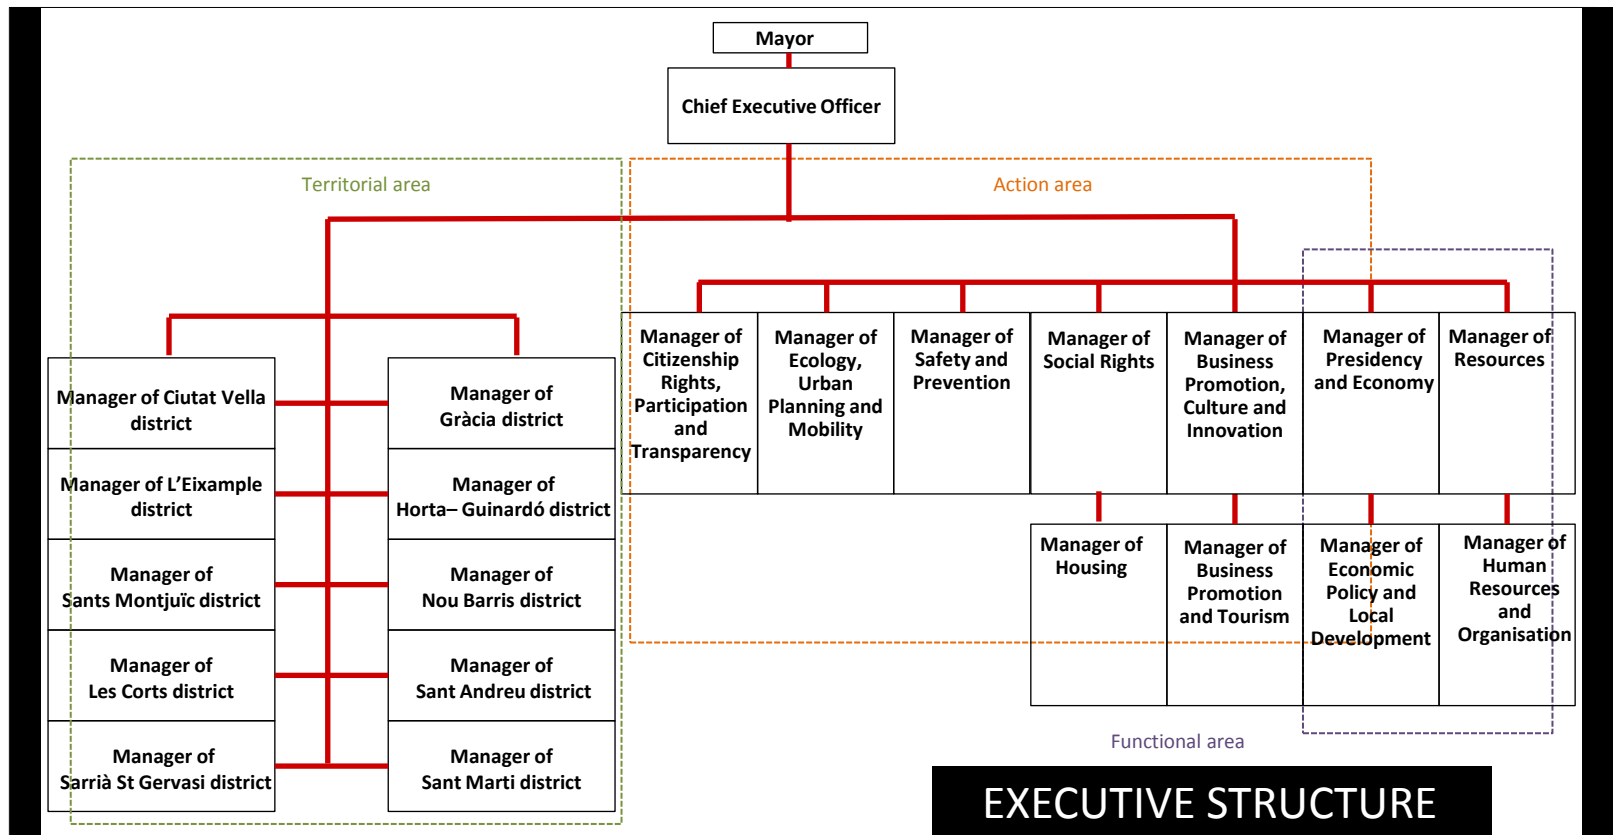 Mayor
Chief Executive Officer
Territorial area
Action area
Manager of Ciutat Vella
district
Manager of
Gràcia district
Manager of L'Eixample
district
Manager of
Horta– Guinardó district
Manager of
Sants Montjuïc district
Manager of
Nou Barris district
Manager of
Les Corts district
Manager of
Sant Andreu district
Manager of
Sarrià St Gervasi district
Manager of
Sant Marti district
Manager of
Citizenship
Rights,
Participation
and
Transparency
Manager of
Ecology,
Urban
Planning and
Mobility
Manager of
Safety and
Prevention
Manager of
Social Rights
Manager of
Business
Promotion,
Culture and
Innovation
Manager of
Presidency
and Economy
Manager of
Resources
Manager of
Housing
Manager of
Business
Promotion
and Tourism
Manager of
Economic
Policy and
Local
Development
Manager of
Human
Resources
and
Organisation
Functional area
EXECUTIVE STRUCTURE